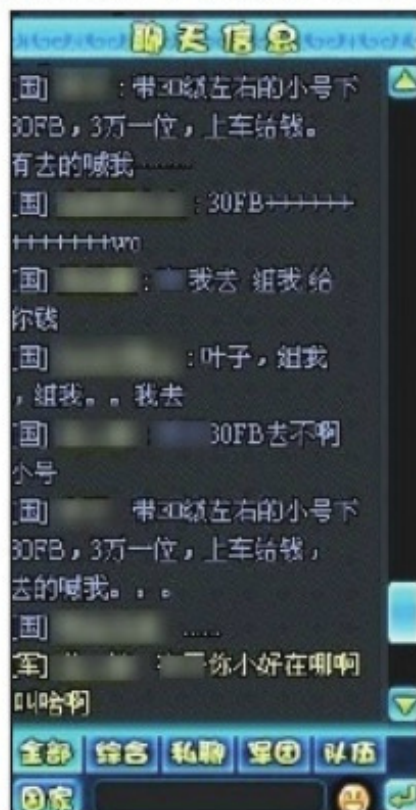 聊天信息
[国] :带30级左右的小号下
30FB，3万一位，上车给钱。
有去的喊我........
[国] :30FB+++++++
++++++++wo
[国] : 我去 组我 给
你钱
[国] :叶子，组我
，组我。。我去
[国] 30FB去不啊
小号
[国] 带30级左右的小号下
30FB，3万一位，上车给钱，
去的喊我。。。
[国] .....
[军] 你小好在哪啊
叫啥啊
全部 综合 私聊 军团 队伍
国家